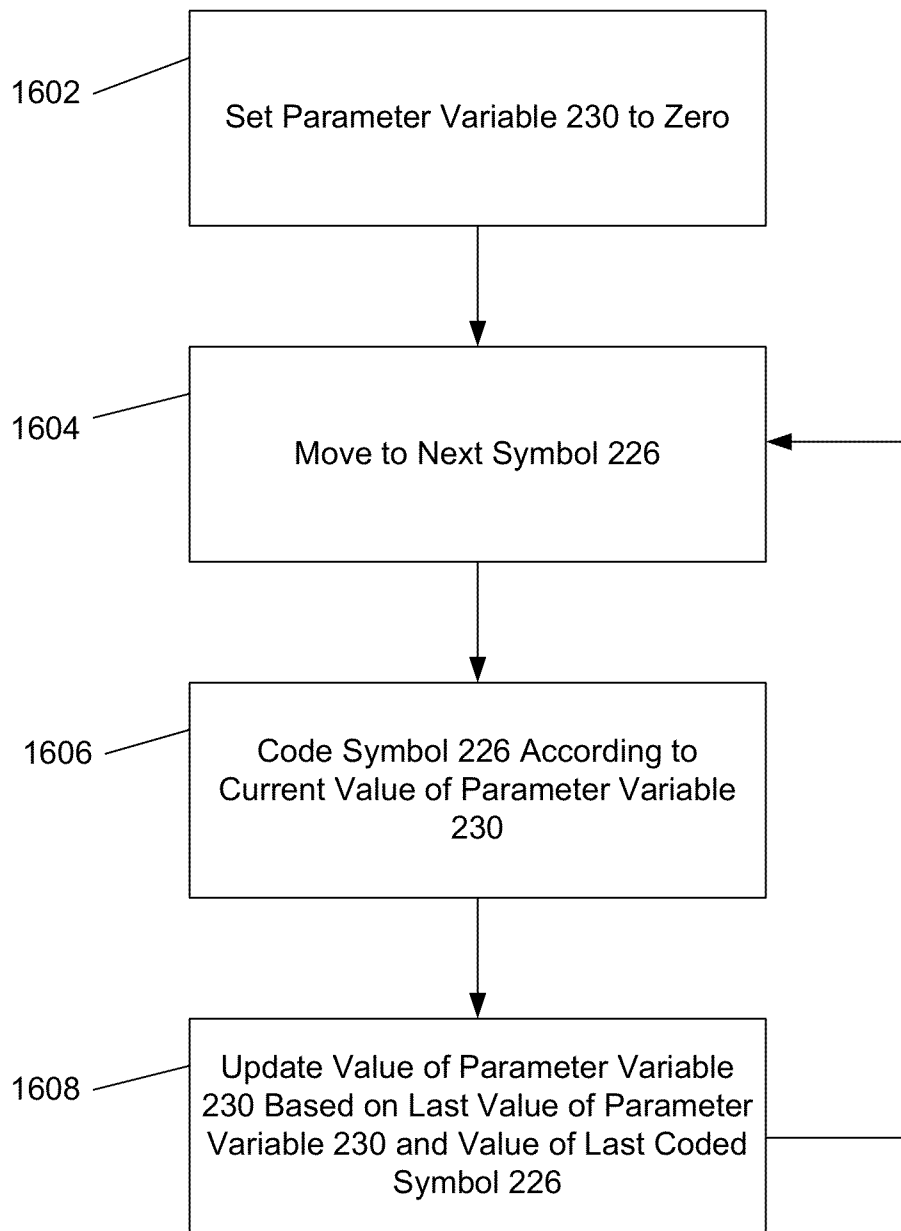 1602
Set Parameter Variable 230 to Zero
1604
Move to Next Symbol 226
1606
Code Symbol 226 According to
Current Value of Parameter Variable
230
1608
Update Value of Parameter Variable
230 Based on Last Value of Parameter
Variable 230 and Value of Last Coded
Symbol 226